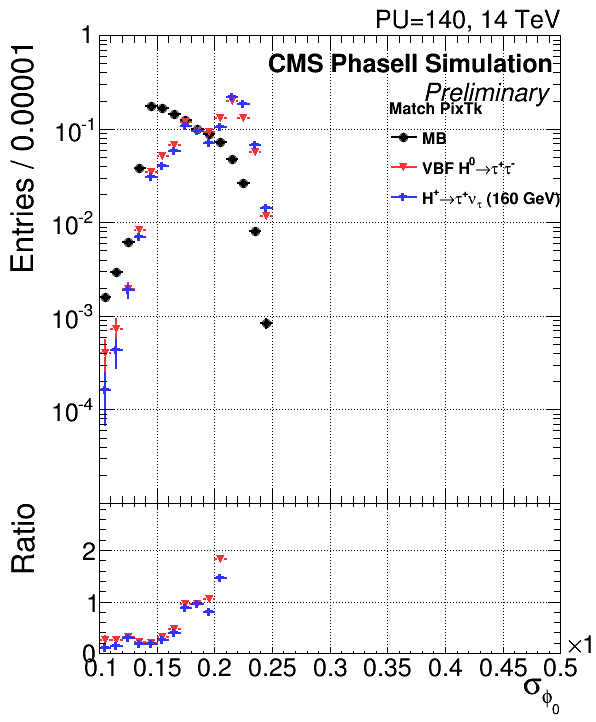 PU=140, 14 TeV
CMS PhaseII Simulation
Preliminary
Match PixTk
MB
VBF H⁰→τ⁺τ⁻
H⁺→τ⁺ν_τ (160 GeV)
Entries / 0.00001
1
10⁻¹
10⁻²
10⁻³
10⁻⁴
Ratio
2
1
0
0.1 0.15 0.2 0.25 0.3 0.35 0.4 0.45 0.5
×1
σ_ϕ₀